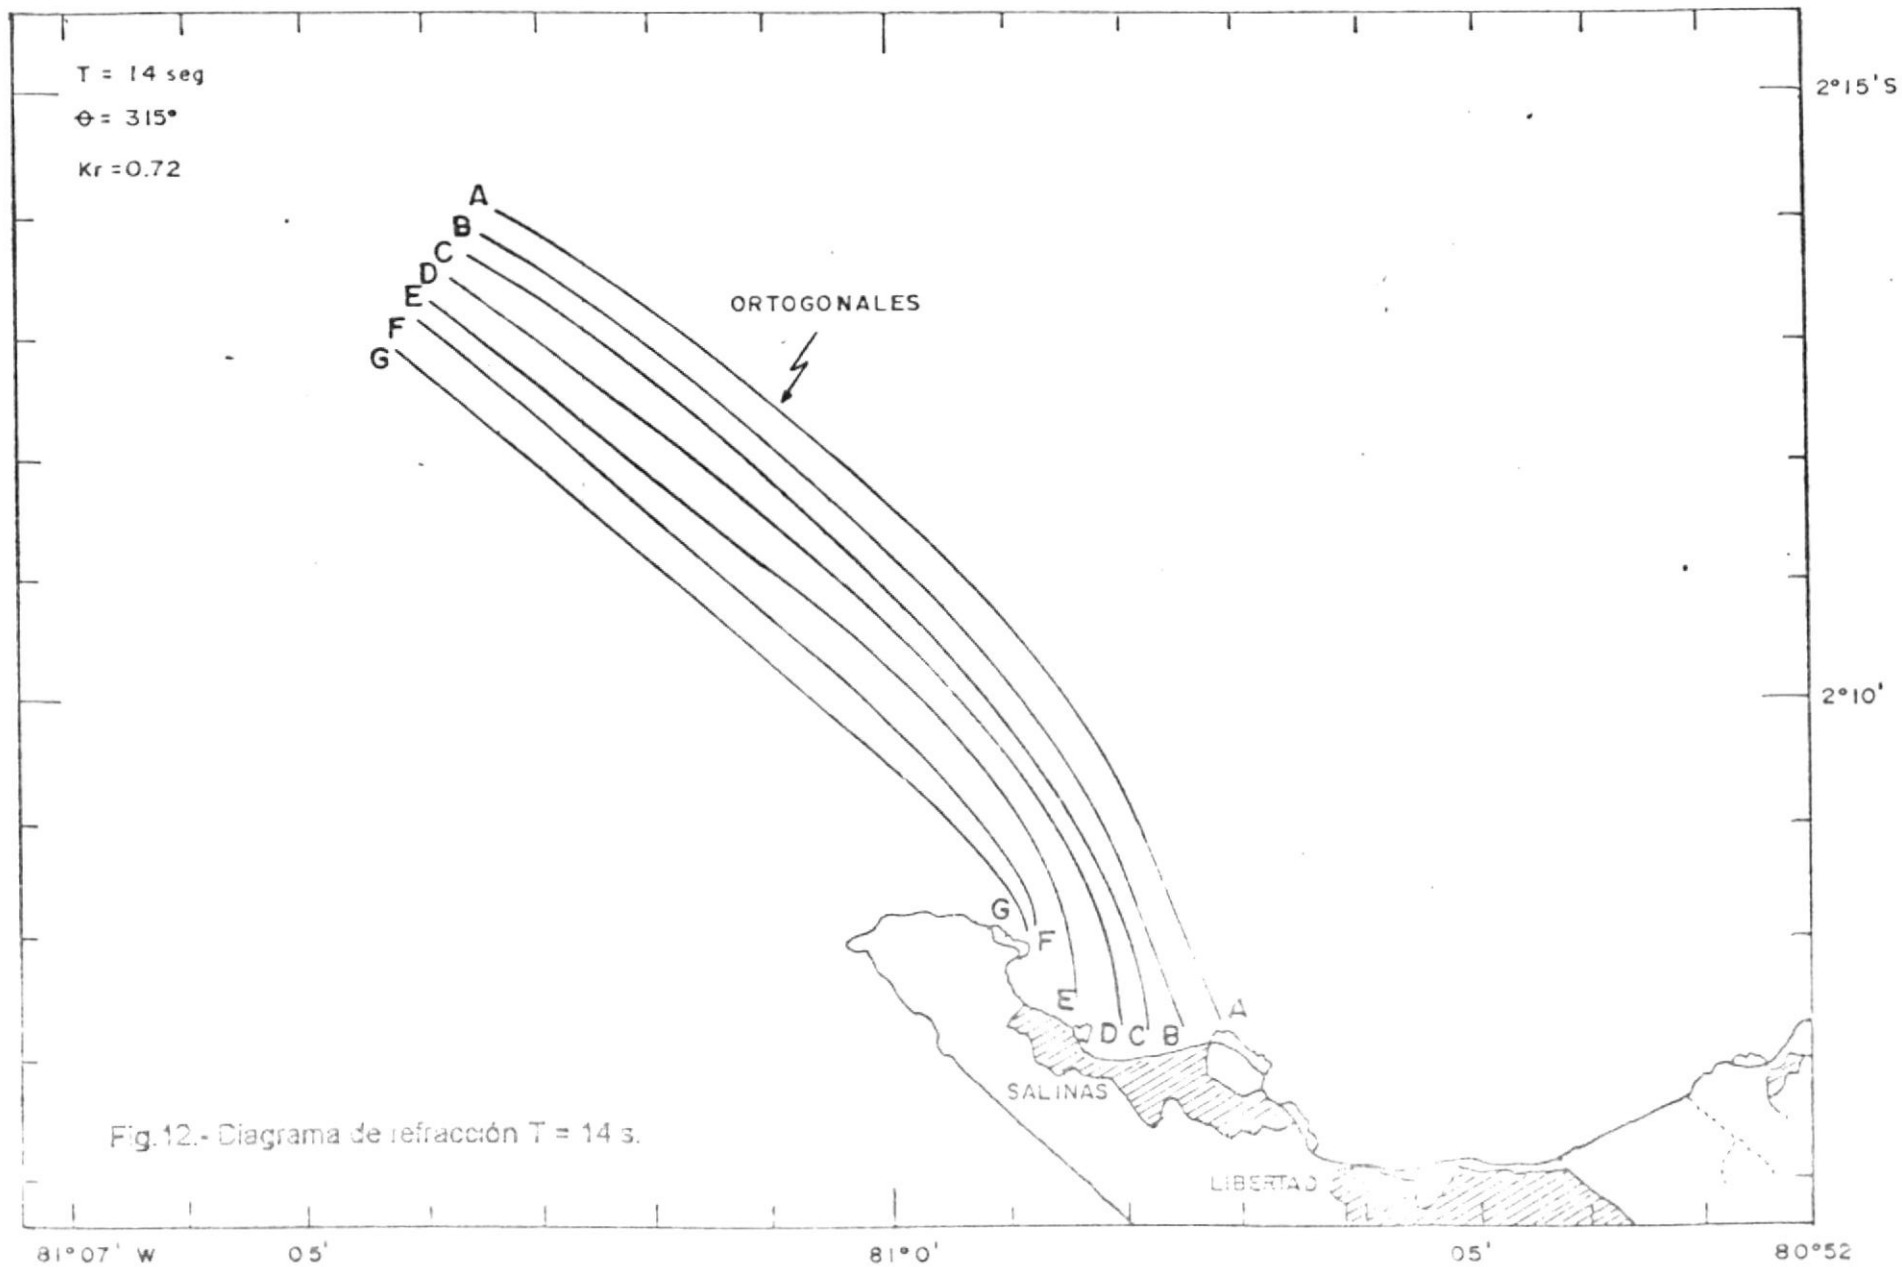 T = 14 seg
θ = 315°
Kr = 0.72
2°15'S
A
B
C
D
E
F
G
ORTOGONALES
2°10'
G
F
E
D
C
B
A
SALINAS
LIBERTAD
Fig.12.- Diagrama de refracción T = 14 s.
81°07' W
05'
81°0'
05'
80°52